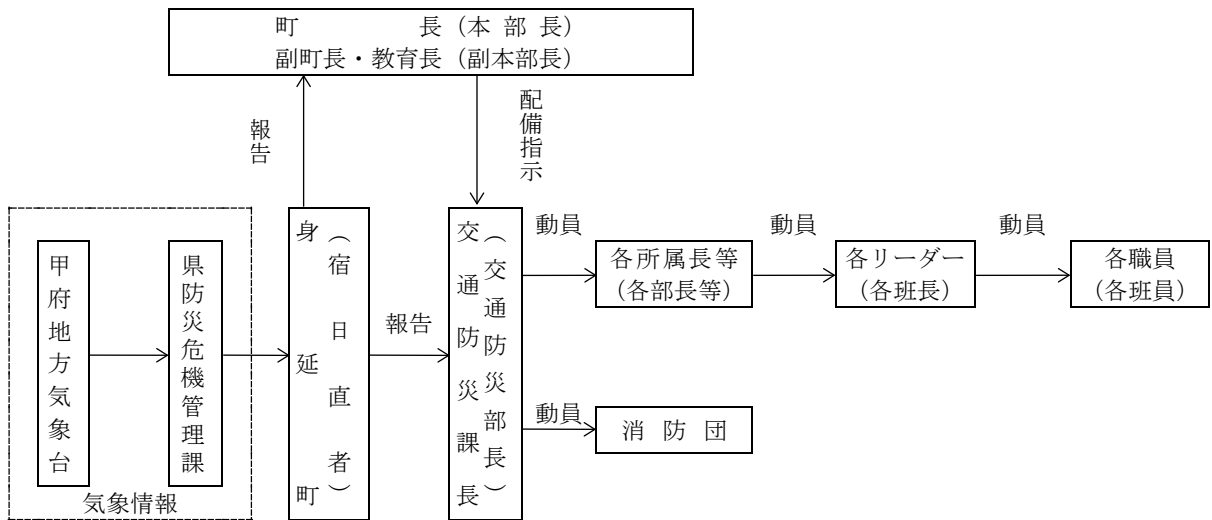 町長（本部長）
副町長・教育長（副本部長）
報告
配備指示
甲府地方気象台
県防災危機管理課
気象情報
身延町
（宿日直者）
報告
交通防災課長
（交通防災部長）
動員
各所属長等
（各部長等）
動員
各リーダー
（各班長）
動員
各職員
（各班員）
動員
消防団